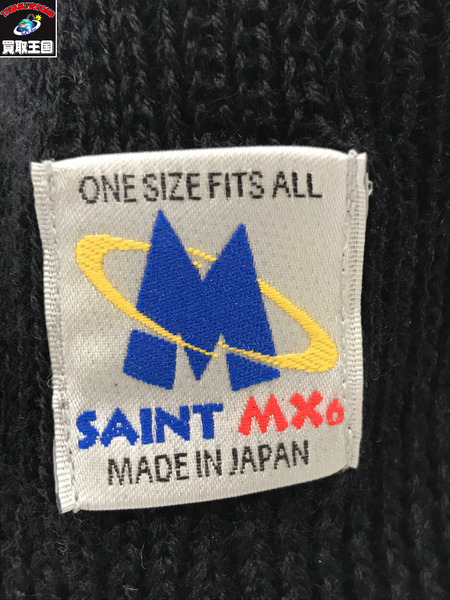 買取王国
ONE SIZE FITS ALL
M
SAINT MX6
MADE IN JAPAN